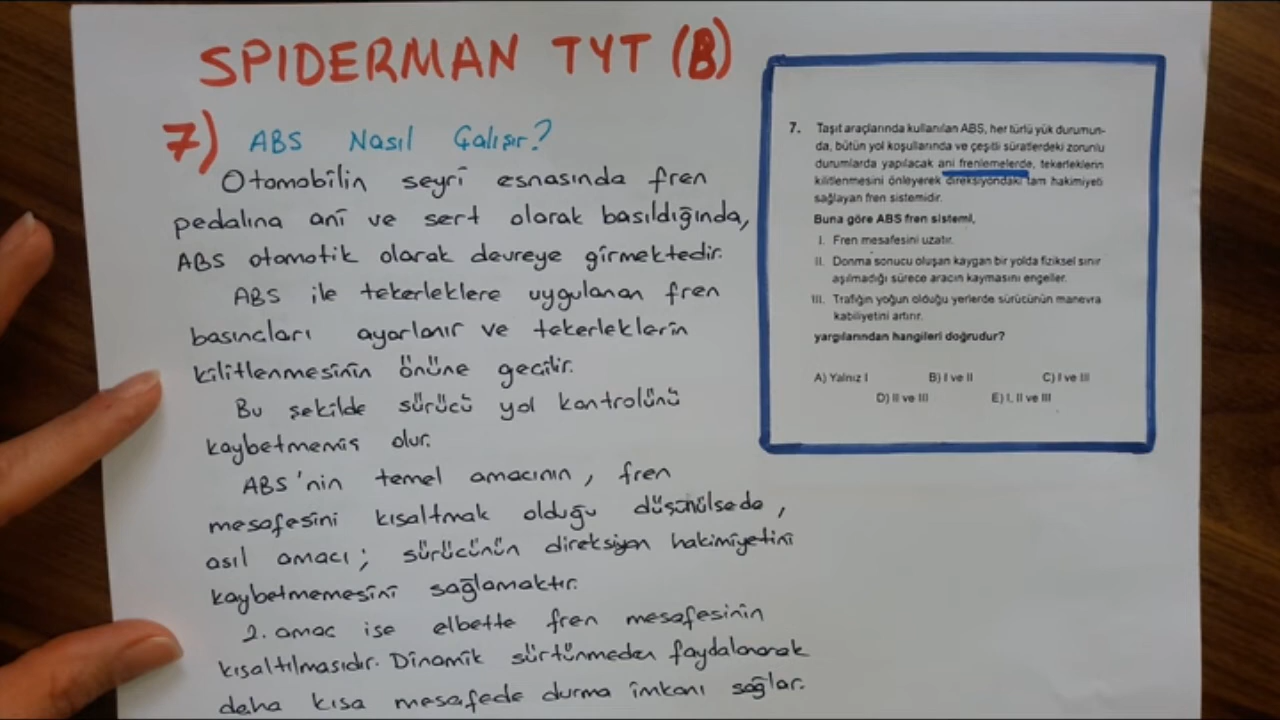 SPIDERMAN TYT (B)
7) ABS Nasıl Çalışır?
Otomobilin seyri esnasında fren
pedalına ani ve sert olarak basıldığında,
ABS otomatik olarak devreye girmektedir.
ABS ile tekerleklere uygulanan fren
basınçları ayarlanır ve tekerleklerin
kilitlenmesinin önüne geçilir.
Bu şekilde sürücü yol kontrolünü
kaybetmemiş olur.
ABS'nin temel amacının, fren
mesafesini kısaltmak olduğu düşünülsede,
asıl amacı; sürücünün direksiyon hakimiyetini
kaybetmemesini sağlamaktır.
2. amaç ise elbette fren mesafesinin
kısaltılmasıdır. Dinamik sürtünmeden faydalanarak
daha kısa mesafede durma imkanı sağlar.
7. Taşıt araçlarında kullanılan ABS, her türlü yük durumun-
da, bütün yol koşullarında ve çeşitli süratlerdeki zorunlu
durumlarda yapılacak ani frenlemelerde, tekerleklerin
kilitlenmesini önleyerek direksiyondaki tam hakimiyeti
sağlayan fren sistemidir.
Buna göre ABS fren sistemi,
I. Fren mesafesini uzatır.
II. Donma sonucu oluşan kaygan bir yolda fiziksel sınır
aşılmadığı sürece aracın kaymasını engeller.
III. Trafiğin yoğun olduğu yerlerde sürücünün manevra
kabiliyetini artırır.
yargılarından hangileri doğrudur?
A) Yalnız I B) I ve II C) I ve III
D) II ve III E) I, II ve III